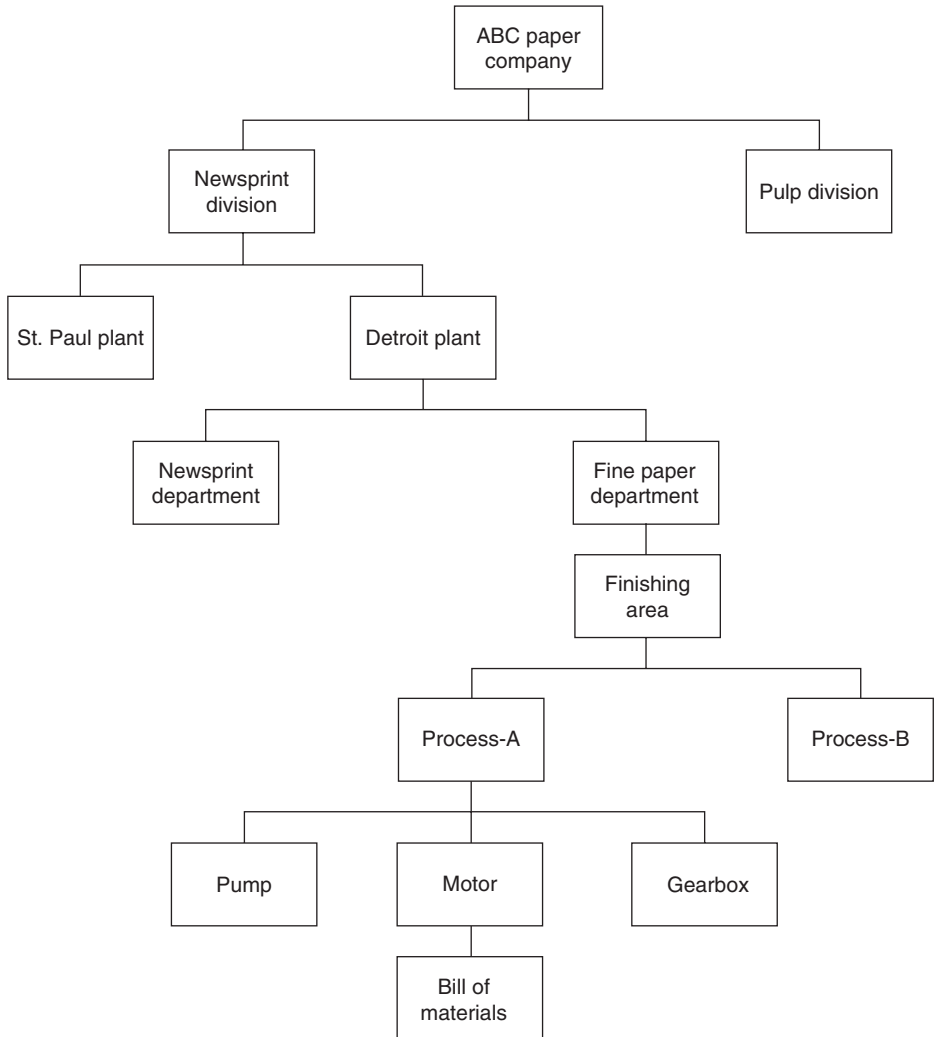 ABC paper
company
Newsprint
division
Pulp division
St. Paul plant
Detroit plant
Newsprint
department
Fine paper
department
Finishing
area
Process-A
Process-B
Pump
Motor
Gearbox
Bill of
materials